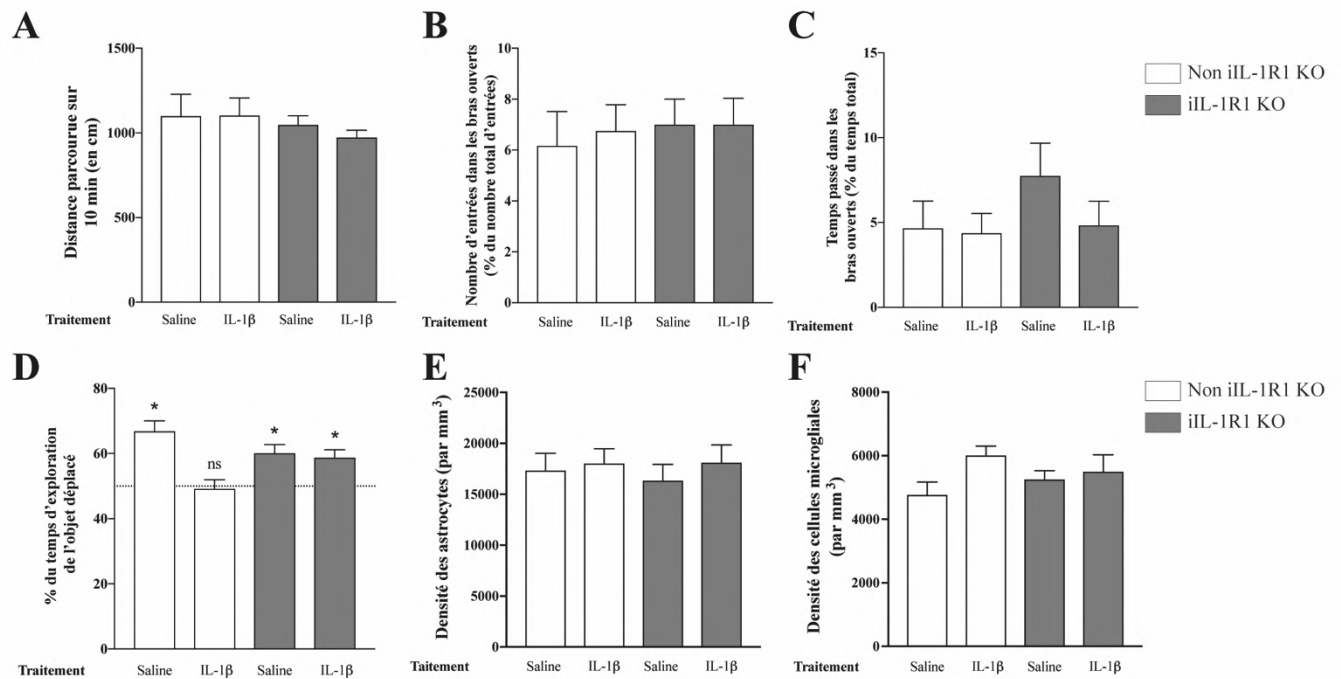 A
Distance parcourue sur
10 min (en cm)
1500
1000
500
0
Traitement
Saline
IL-1β
Saline
IL-1β
B
Nombre d'entrées dans les bras ouverts
(% du nombre total d'entrées)
10
8
6
4
2
0
Traitement
Saline
IL-1β
Saline
IL-1β
C
Temps passé dans les
bras ouverts (% du temps total)
15
10
5
0
Traitement
Saline
IL-1β
Saline
IL-1β
Non iIL-1R1 KO
iIL-1R1 KO
D
% du temps d'exploration
de l'objet déplacé
80
60
40
20
0
*
ns
*
*
Traitement
Saline
IL-1β
Saline
IL-1β
E
Densité des astrocytes (par mm³)
25000
20000
15000
10000
5000
0
Traitement
Saline
IL-1β
Saline
IL-1β
F
Densité des cellules microgliales
(par mm³)
8000
6000
4000
2000
0
Traitement
Saline
IL-1β
Saline
IL-1β
Non iIL-1R1 KO
iIL-1R1 KO